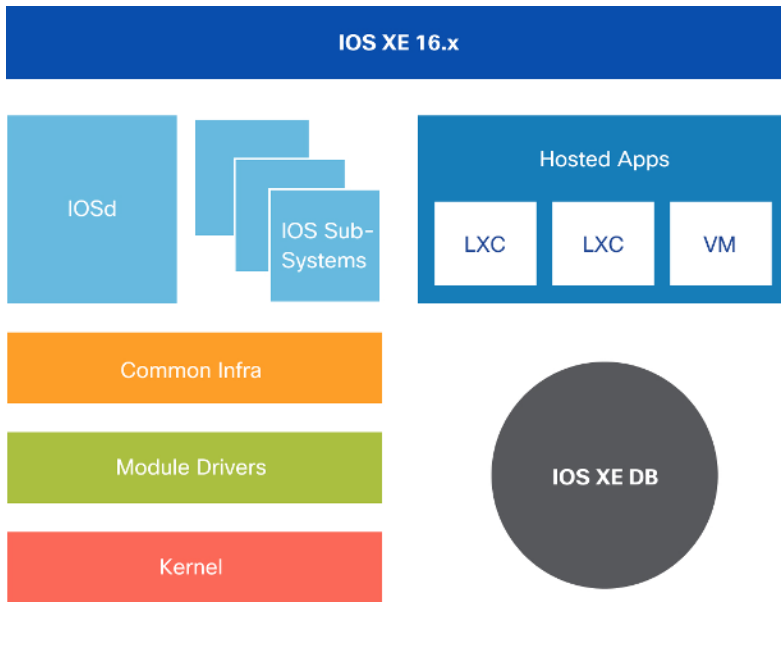 IOS XE 16.x
IOSd
IOS Sub-
Systems
Hosted Apps
LXC
LXC
VM
Common Infra
Module Drivers
Kernel
IOS XE DB